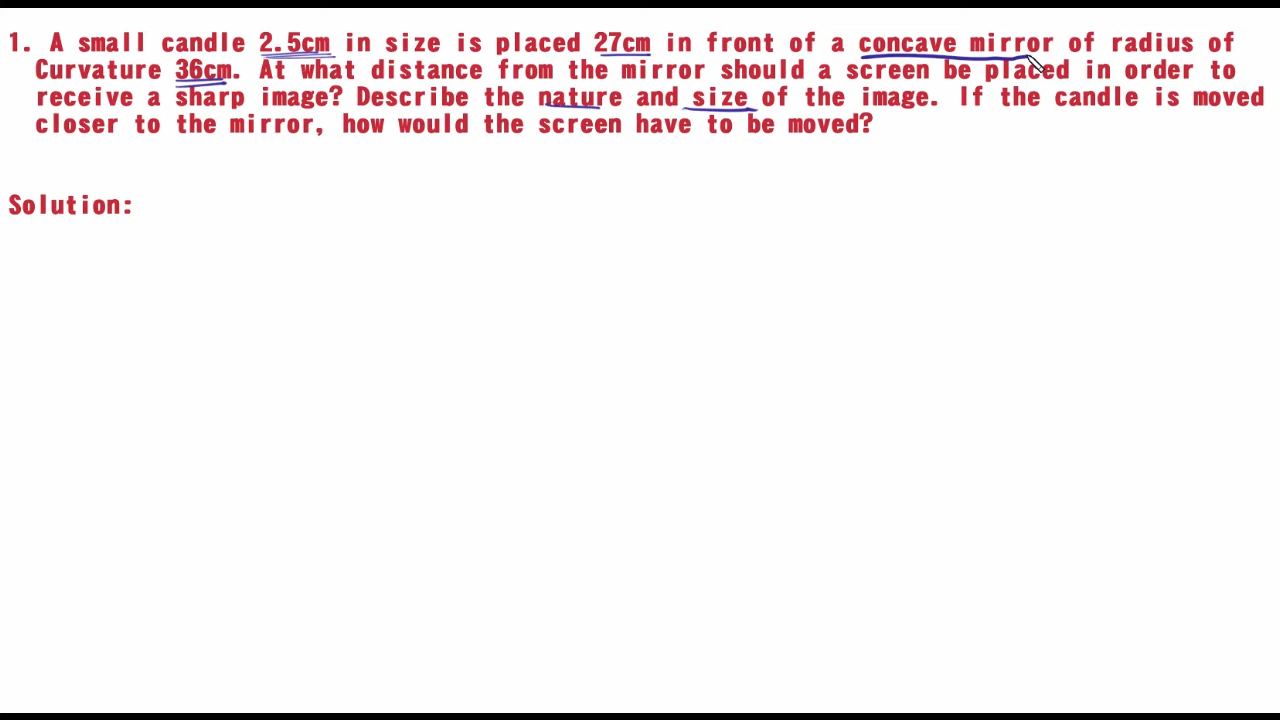 1. A small candle 2.5cm in size is placed 27cm in front of a concave mirror of radius of
Curvature 36cm. At what distance from the mirror should a screen be placed in order to
receive a sharp image? Describe the nature and size of the image. If the candle is moved
closer to the mirror, how would the screen have to be moved?
Solution: